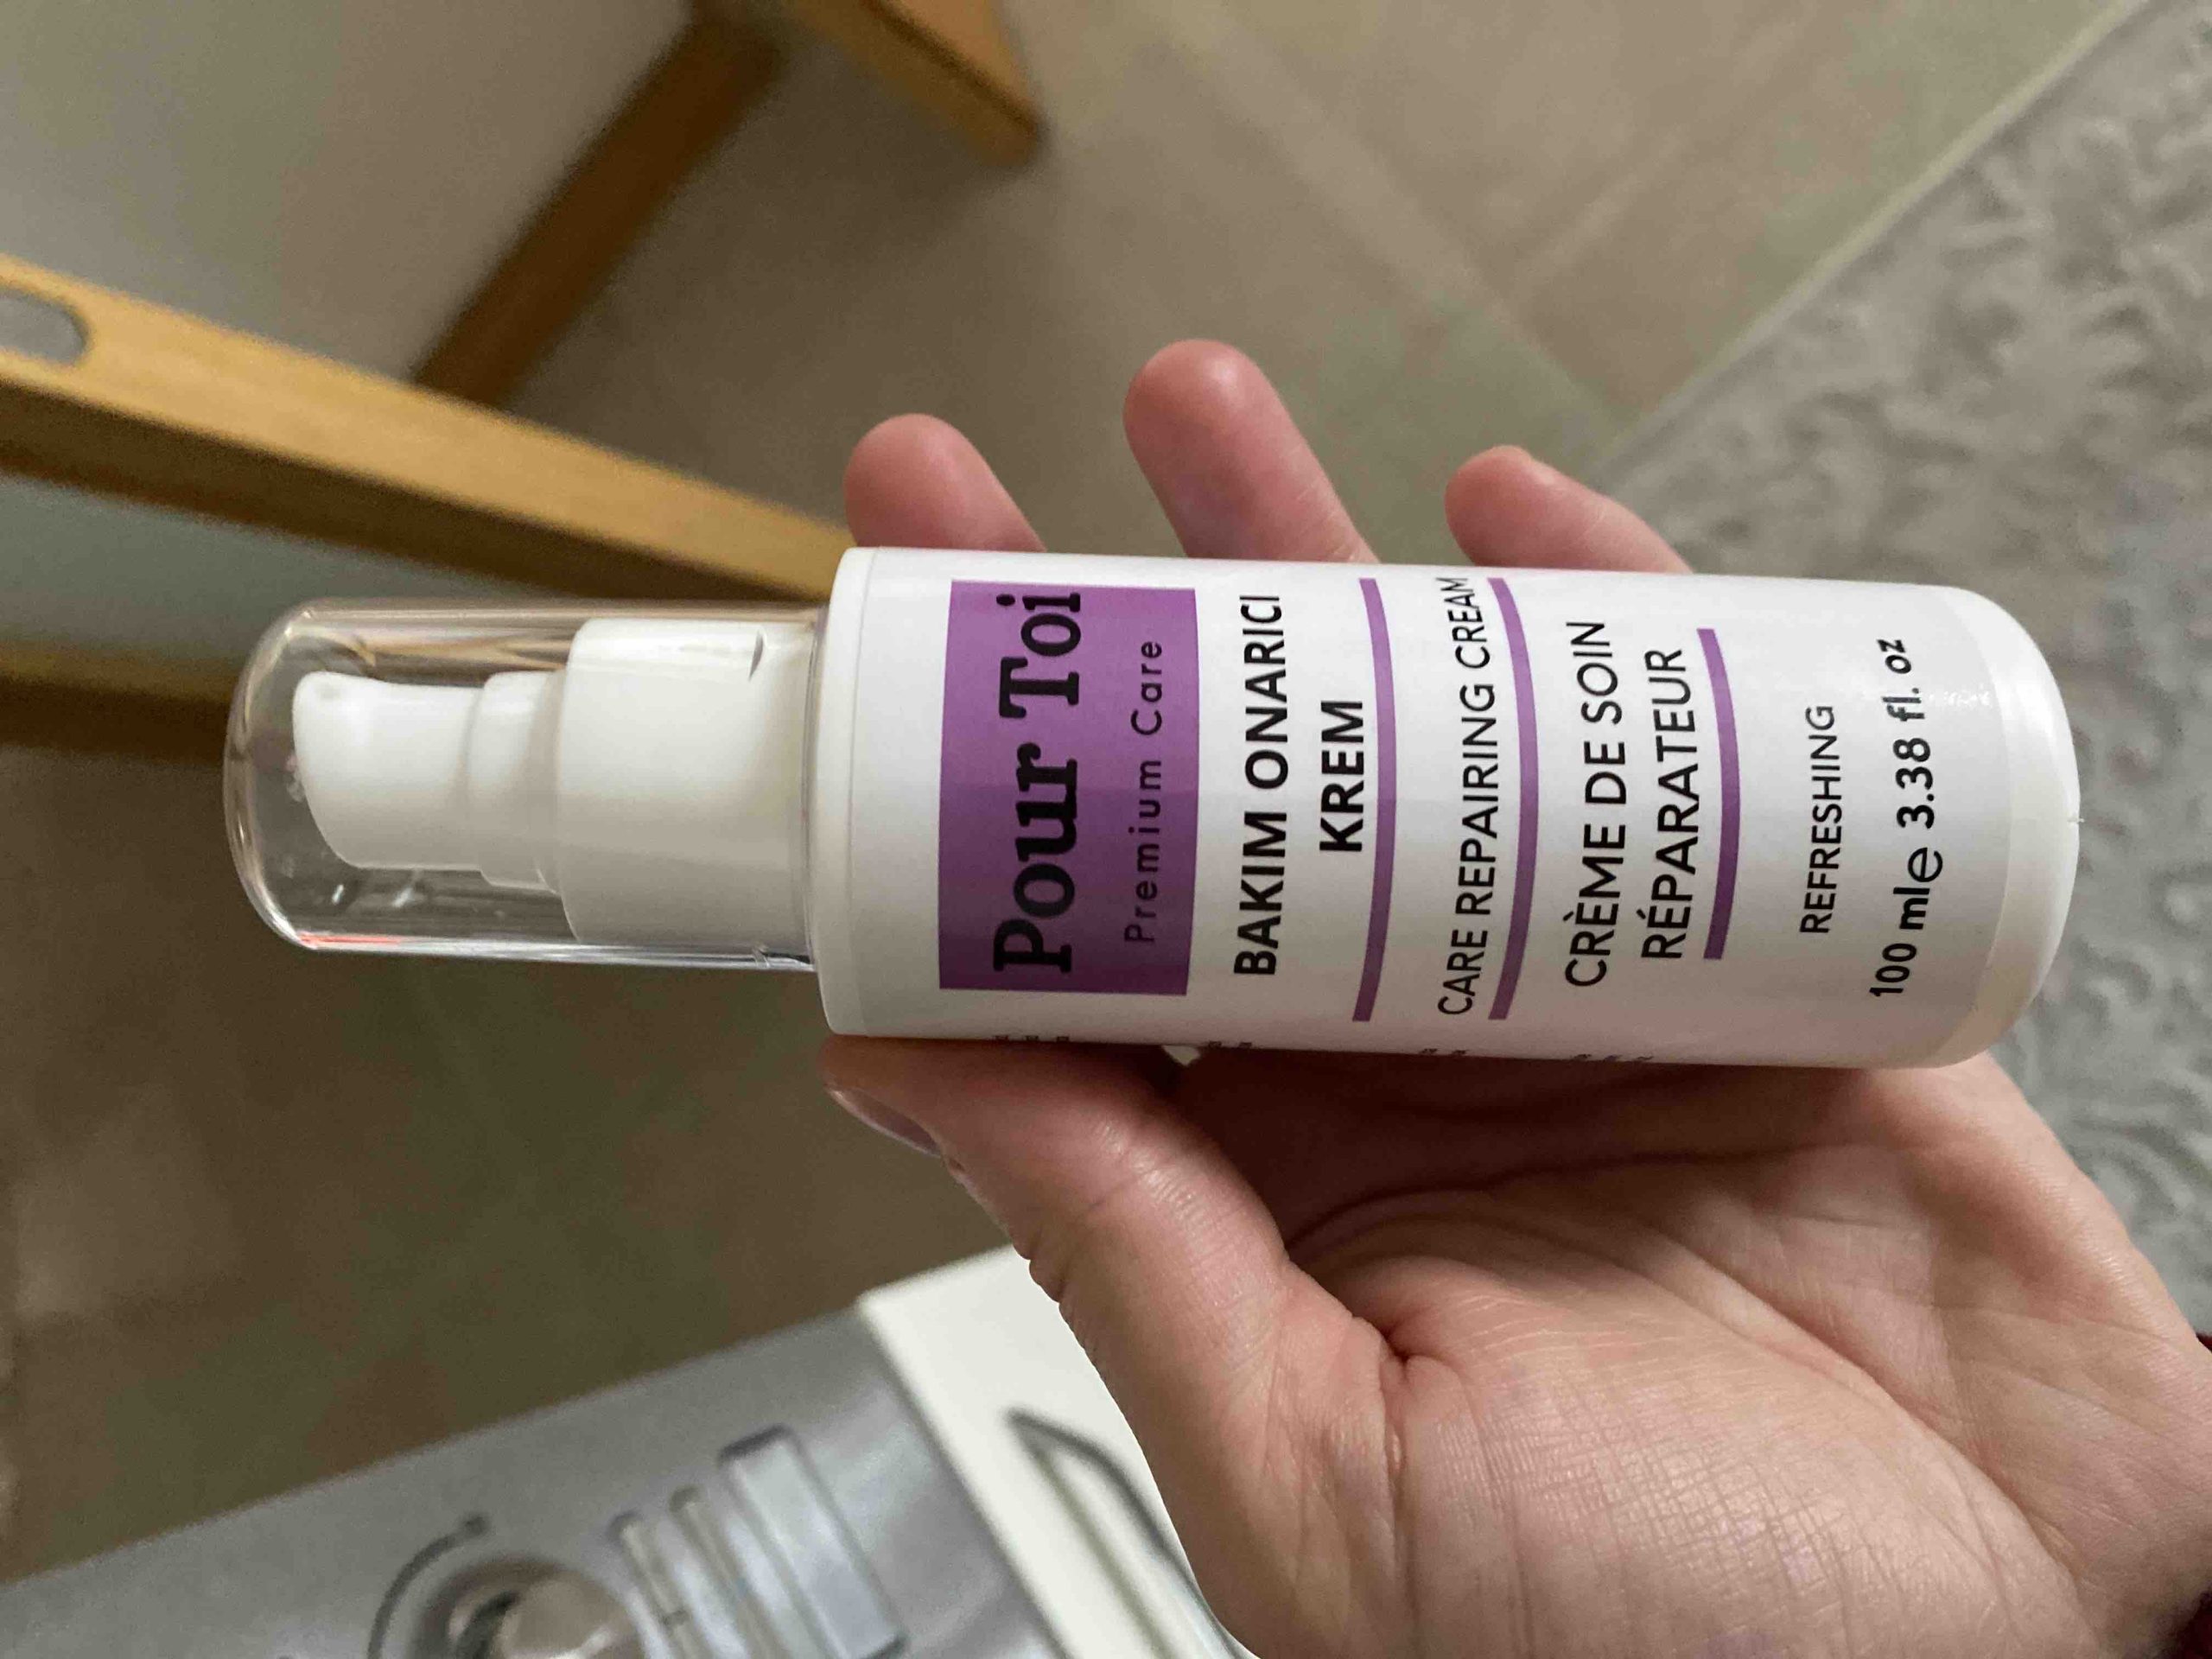 Pour Toi
Premium Care
BAKIM ONARICI
KREM
CARE REPAIRING CREAM
CRÈME DE SOIN
RÉPARATEUR
REFRESHING
100 mle 3.38 fl. oz